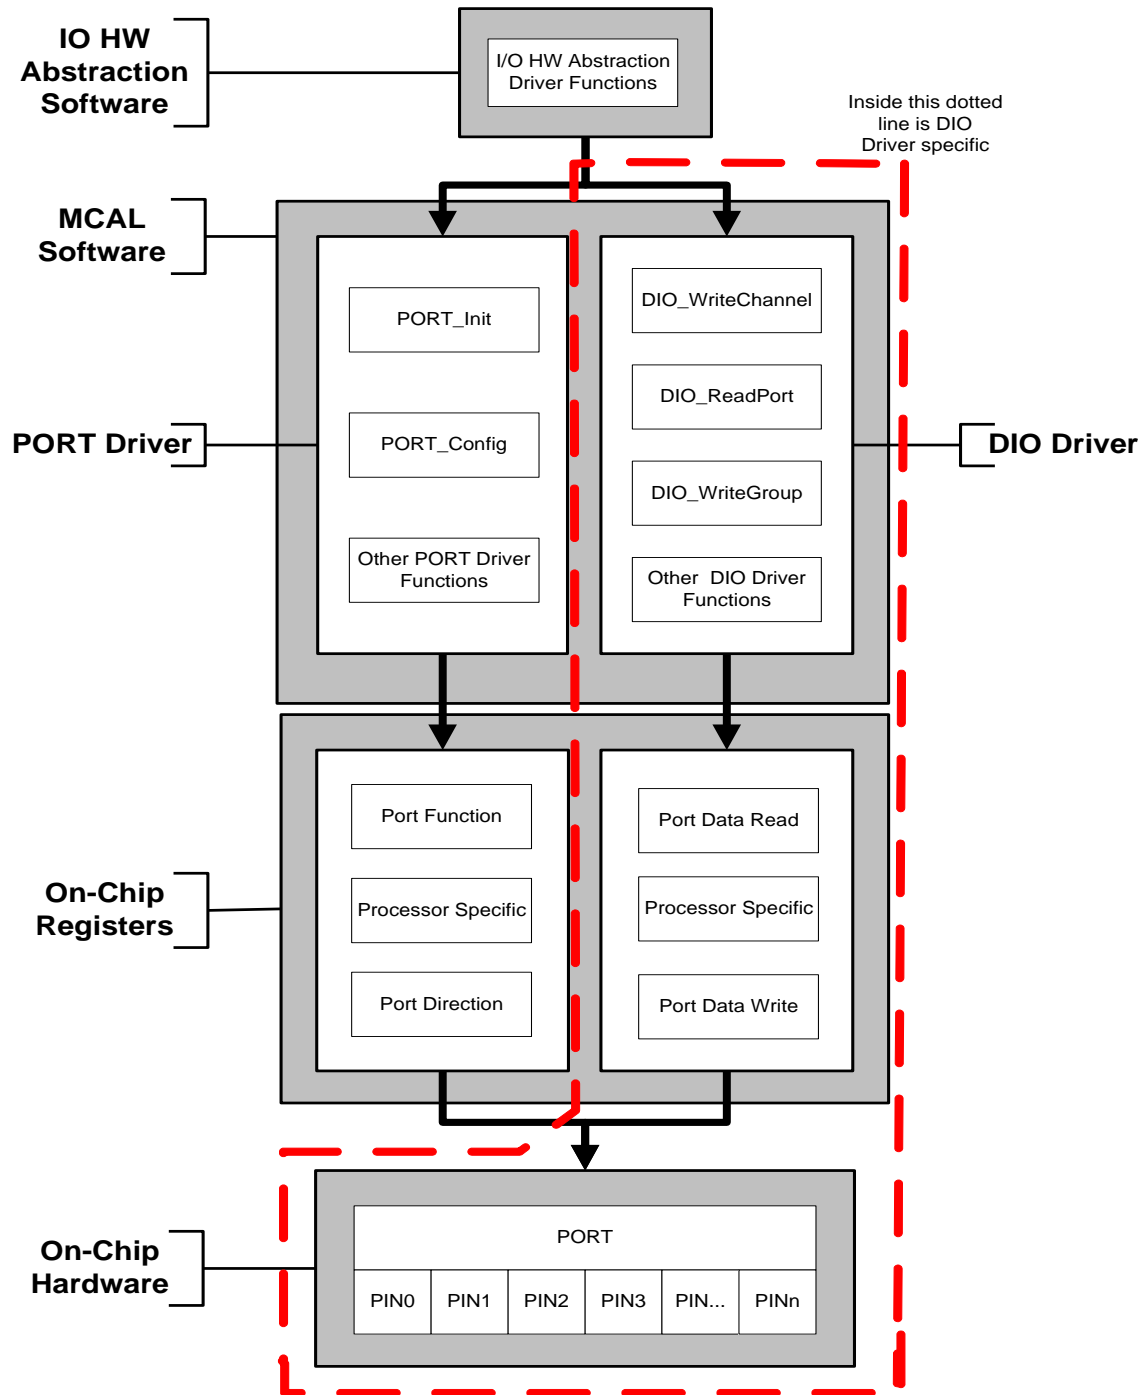 IO HW
Abstraction
Software
I/O HW Abstraction
Driver Functions
Inside this dotted
line is DIO
Driver specific
MCAL
Software
PORT_Init
PORT_Config
Other PORT Driver
Functions
DIO_WriteChannel
DIO_ReadPort
DIO_WriteGroup
Other DIO Driver
Functions
PORT Driver
DIO Driver
On-Chip
Registers
Port Function
Processor Specific
Port Direction
Port Data Read
Processor Specific
Port Data Write
On-Chip
Hardware
PORT
PIN0 PIN1 PIN2 PIN3 PIN... PINn